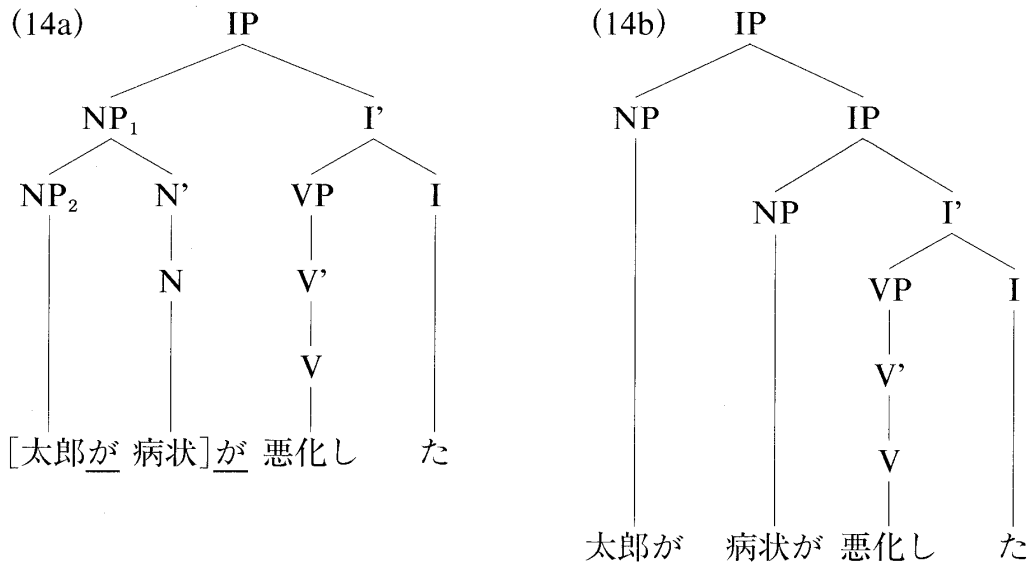 (14a) IP (14b) IP
NP₁ I' NP IP
NP₂ N' VP I NP I'
N V' VP I
V V'
V
[太郎が 病状]が 悪化し た
太郎が 病状が 悪化し た